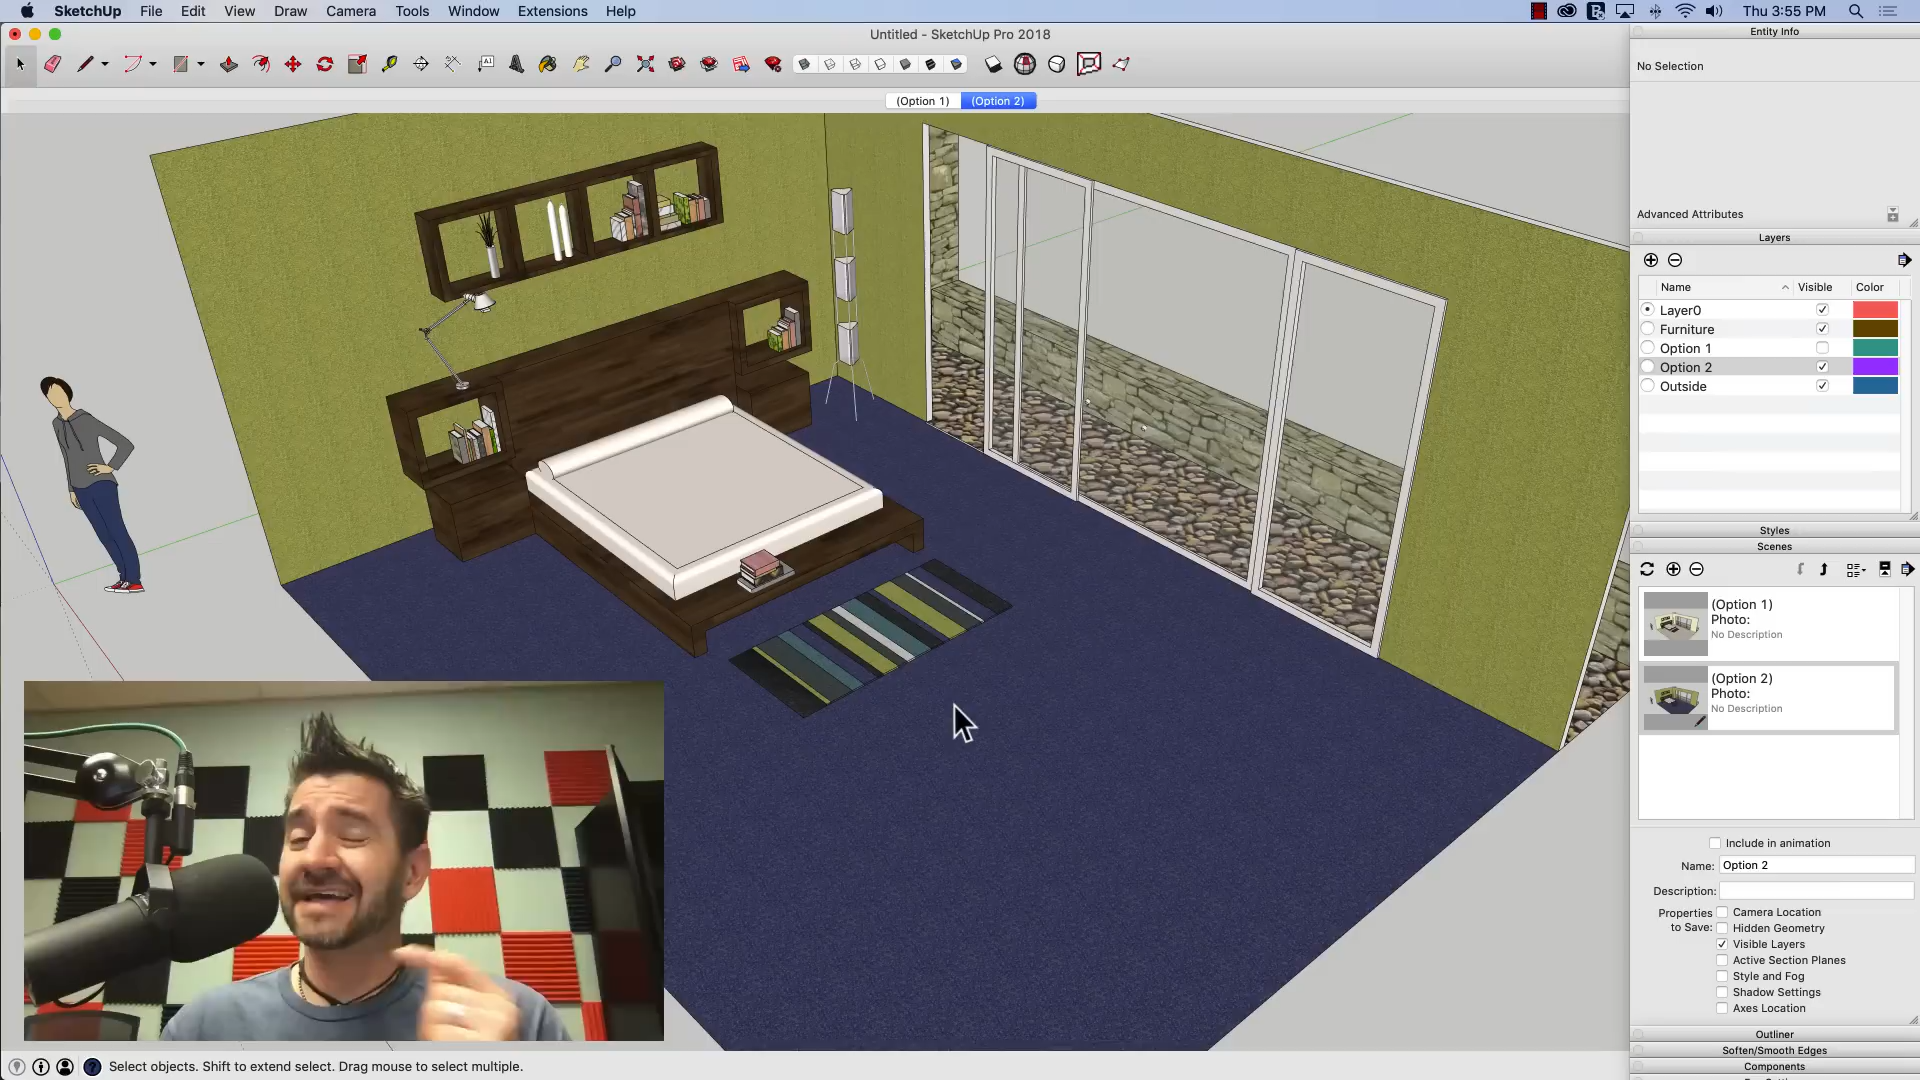 SketchUp File Edit View Draw Camera Tools Window Extensions Help
Thu 3:55 PM
Untitled - SketchUp Pro 2018
(Option 1) (Option 2)
Entity Info
No Selection
Advanced Attributes
Layers
Name Visible Color
Layer0
Furniture
Option 1
Option 2
Outside
Styles
Scenes
(Option 1)
Photo:
No Description
(Option 2)
Photo:
No Description
Include in animation
Name: Option 2
Description:
Properties to Save:
Camera Location
Hidden Geometry
Visible Layers
Active Section Planes
Style and Fog
Shadow Settings
Axes Location
Outliner
Soften/Smooth Edges
Components
Select objects. Shift to extend select. Drag mouse to select multiple.